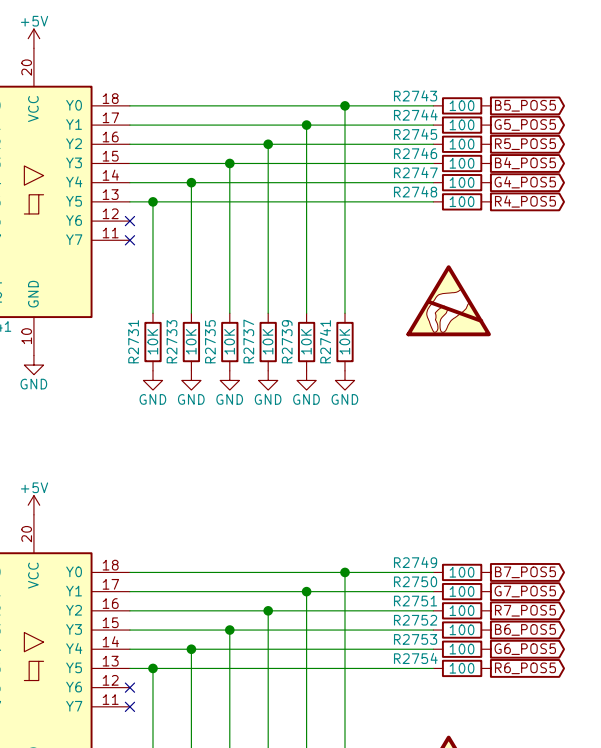 +5V
20
VCC
Y0 18 R2743 100 B5_POS5
Y1 17 R2744 100 G5_POS5
Y2 16 R2745 100 R5_POS5
Y3 15 R2746 100 B4_POS5
Y4 14 R2747 100 G4_POS5
Y5 13 R2748 100 R4_POS5
Y6 12
Y7 11
GND
10
GND
R2731 10K R2733 10K R2735 10K R2737 10K R2739 10K R2741 10K
GND GND GND GND GND GND
+5V
20
VCC
Y0 18 R2749 100 B7_POS5
Y1 17 R2750 100 G7_POS5
Y2 16 R2751 100 R7_POS5
Y3 15 R2752 100 B6_POS5
Y4 14 R2753 100 G6_POS5
Y5 13 R2754 100 R6_POS5
Y6 12
Y7 11